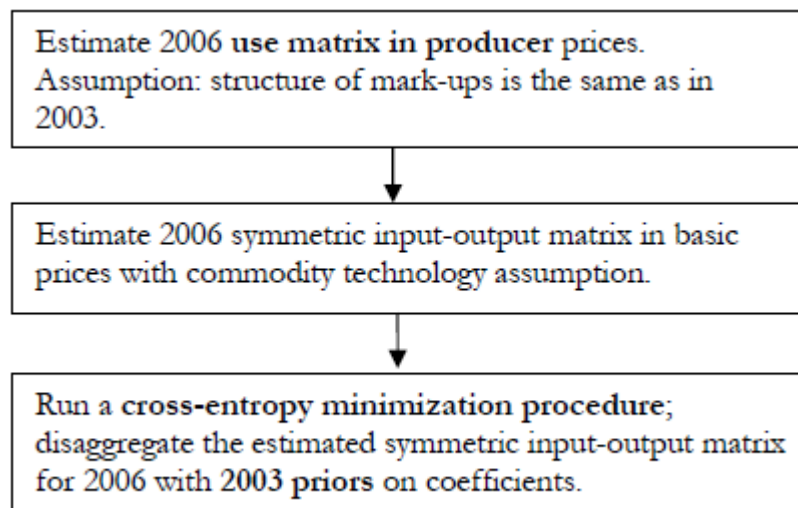 Estimate 2006 use matrix in producer prices.
Assumption: structure of mark-ups is the same as in
2003.
Estimate 2006 symmetric input-output matrix in basic
prices with commodity technology assumption.
Run a cross-entropy minimization procedure;
disaggregate the estimated symmetric input-output matrix
for 2006 with 2003 priors on coefficients.